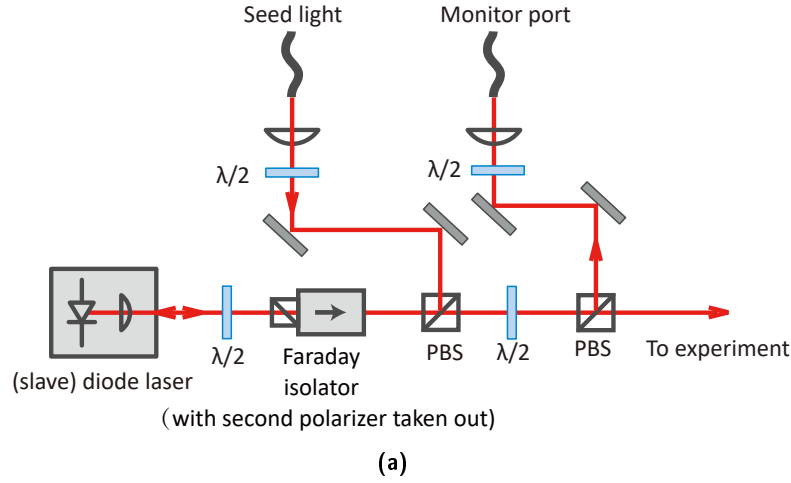 Seed light
Monitor port
λ/2
λ/2
λ/2
Faraday
isolator
PBS
λ/2
PBS
To experiment
(slave) diode laser
（with second polarizer taken out)
(a)